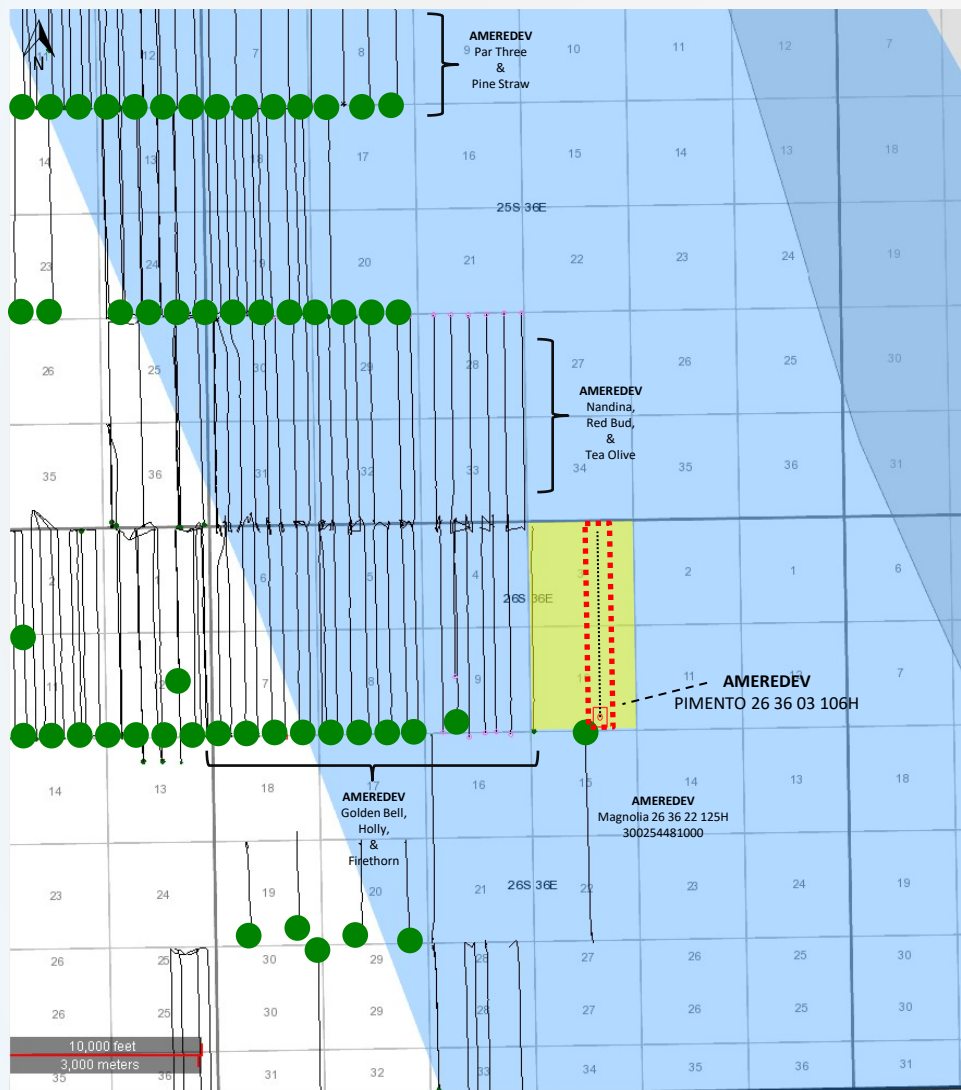 N
11 12 7 8 9 10 11 12 7
AMEREDEV
Par Three
&
Pine Straw
14 13 18 17 16 15 14 13 18
25S 36E
23 24 19 20 21 22 23 24 19
26 25 30 29 28 27 26 25 30
AMEREDEV
Nandina,
Red Bud,
&
Tea Olive
35 36 31 32 33 34 35 36 31
2 1 6 5 4 3 2 1 6
26S 36E
11 12 7 8 9 10 11 12 7
AMEREDEV
PIMENTO 26 36 03 106H
14 13 18 17 16 15 14 13 18
AMEREDEV
Golden Bell,
Holly,
&
Firethorn
AMEREDEV
Magnolia 26 36 22 125H
300254481000
23 24 19 20 21 22 23 24 19
26S 36E
26 25 30 29 28 27 26 25 30
26 25 30 29 28 27 26 25 30
10,000 feet
3,000 meters
35 36 31 32 33 34 35 36 31